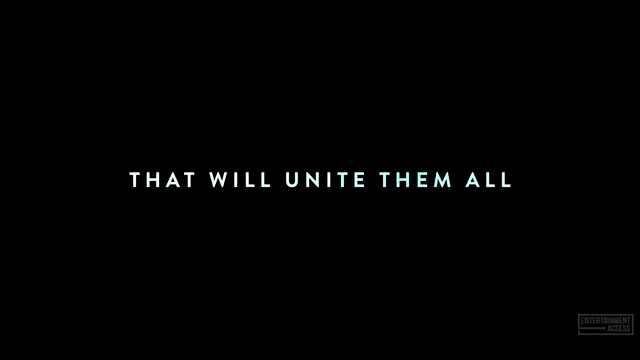 THAT WILL UNITE THEM ALL
ENTERTAINMENT
ACCESS